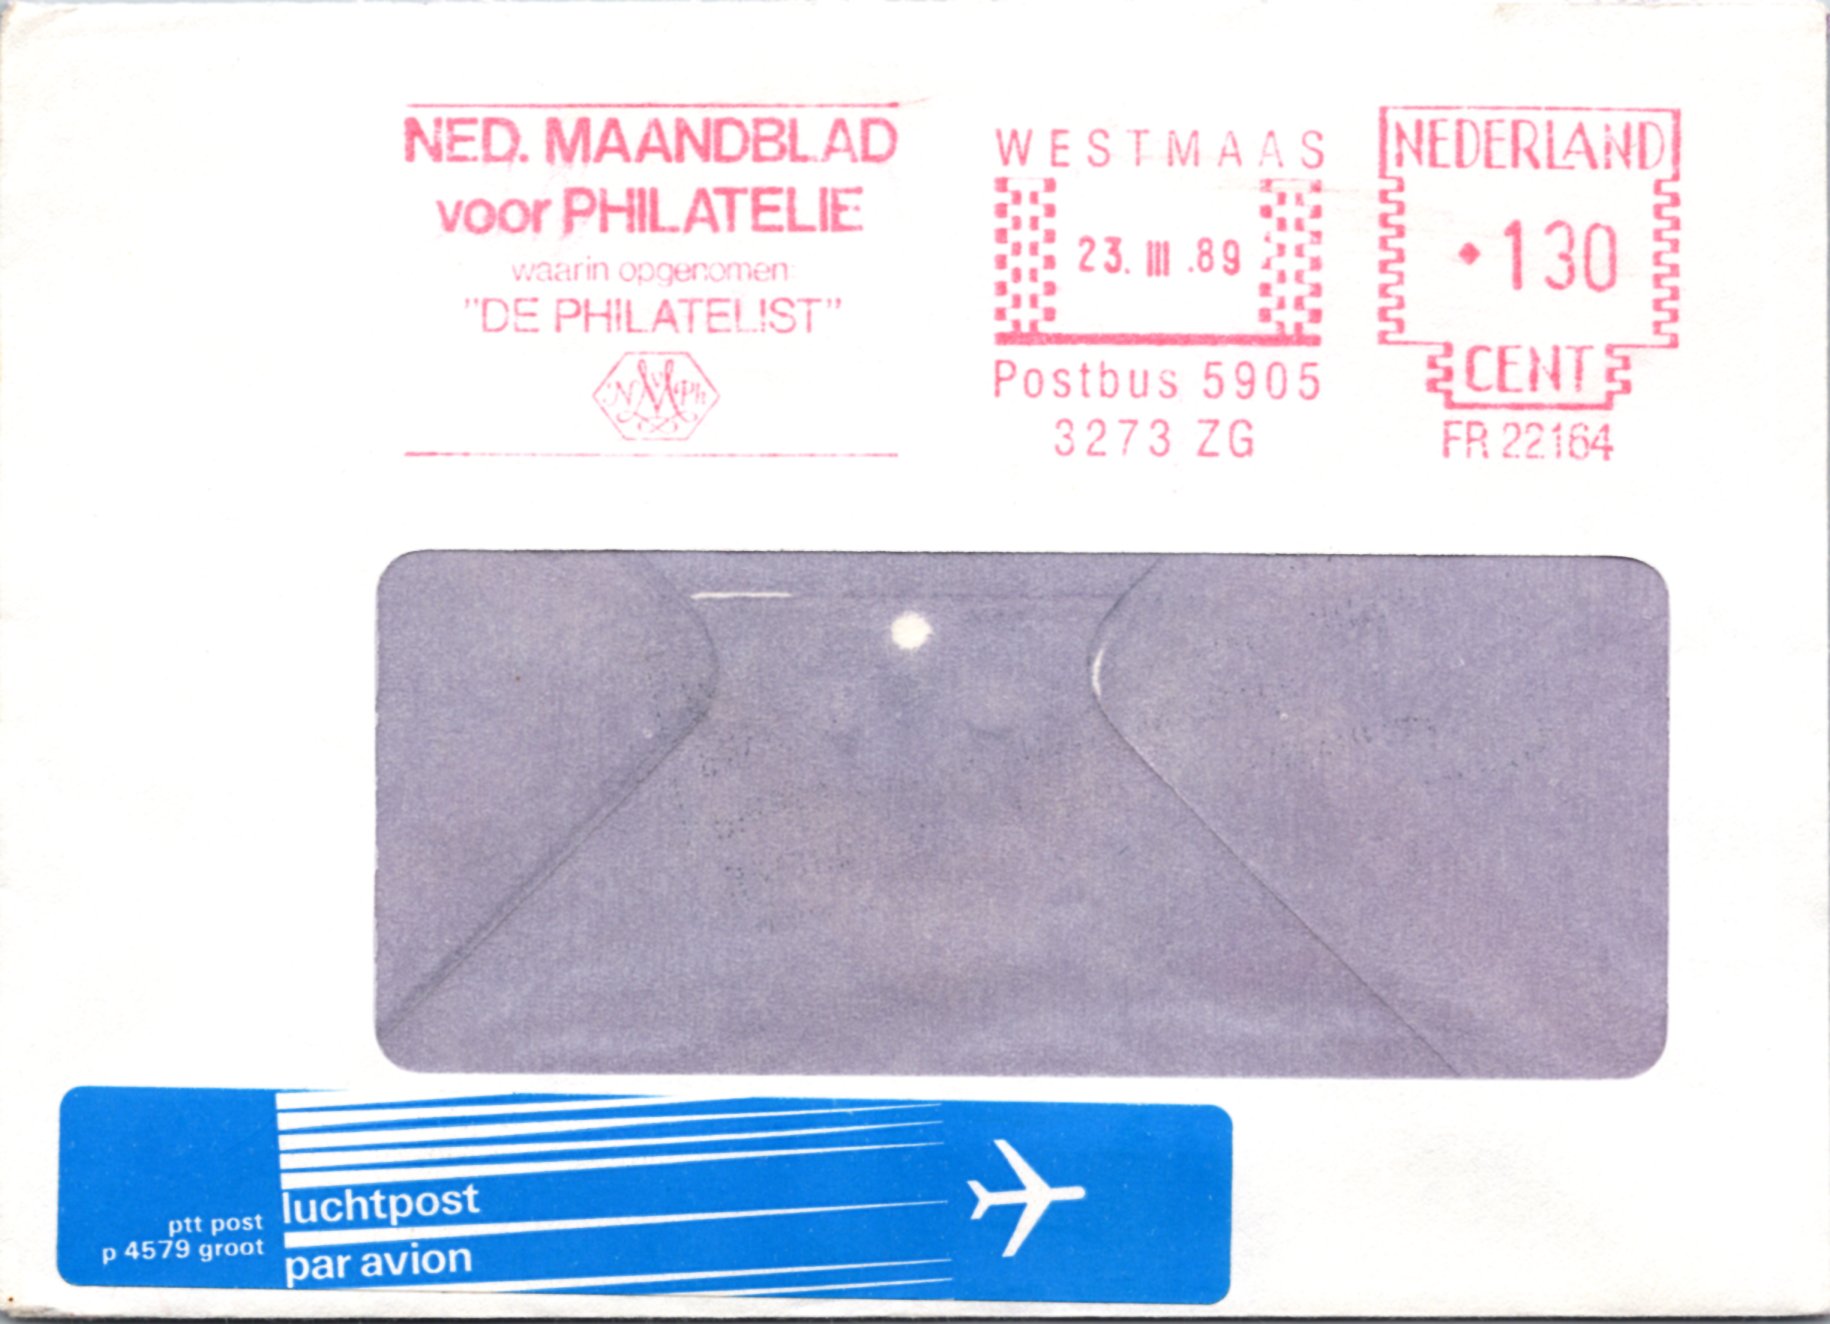 NED. MAANDBLAD
voor PHILATELIE
waarin opgenomen:
"DE PHILATELIST"
N v M Ph
WESTMAAS
23. III .89
Postbus 5905
3273 ZG
NEDERLAND
130
CENT
FR 22164
ptt post
p 4579 groot
luchtpost
par avion